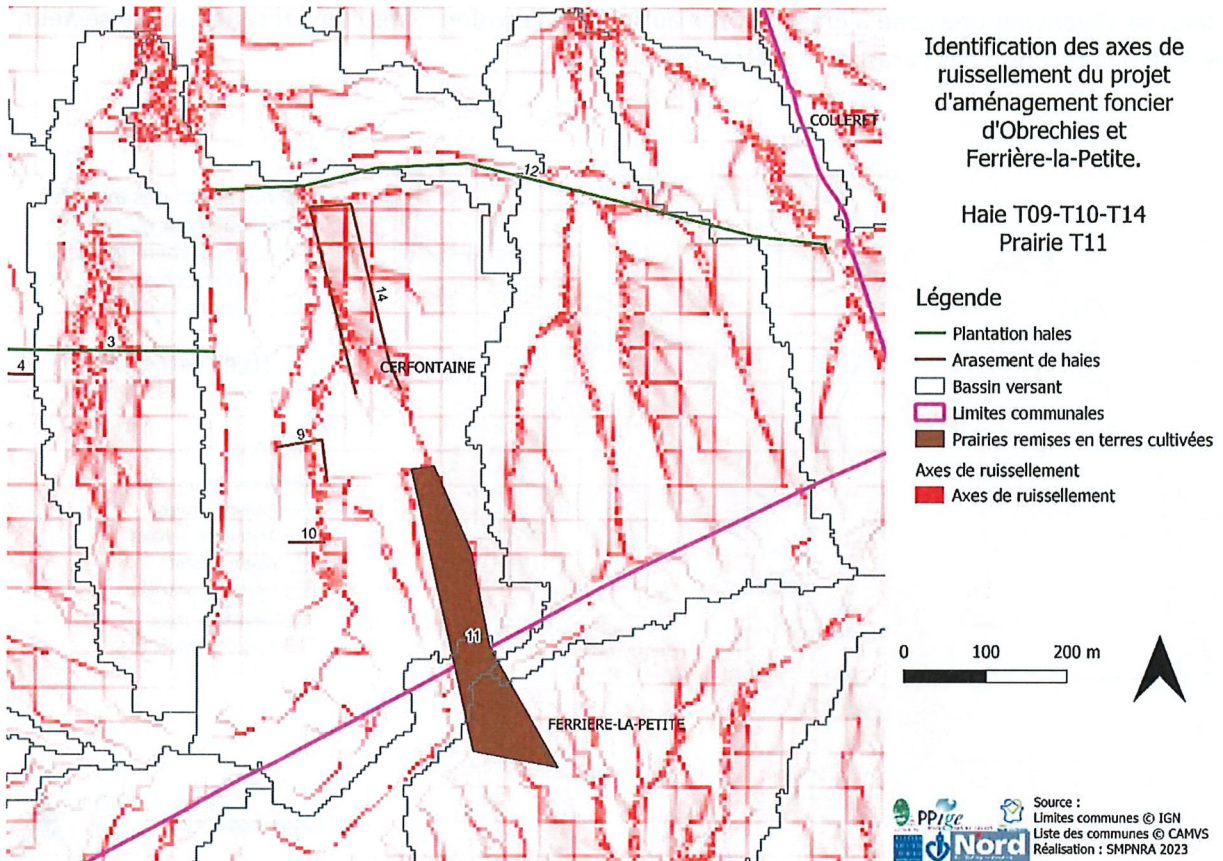 Identification des axes de
ruissellement du projet
d'aménagement foncier
d'Obrechies et
Ferrière-la-Petite.
Haie T09-T10-T14
Prairie T11
Légende
Plantation haies
Arasement de haies
Bassin versant
Limites communales
Prairies remises en terres cultivées
Axes de ruissellement
Axes de ruissellement
COLLERET
12
14
3
4
CERFONTAINE
9
10
11
FERRIÈRE-LA-PETITE
0 100 200 m
PPige
Nord
Source :
Limites communes © IGN
Liste des communes © CAMVS
Réalisation : SMPNRA 2023